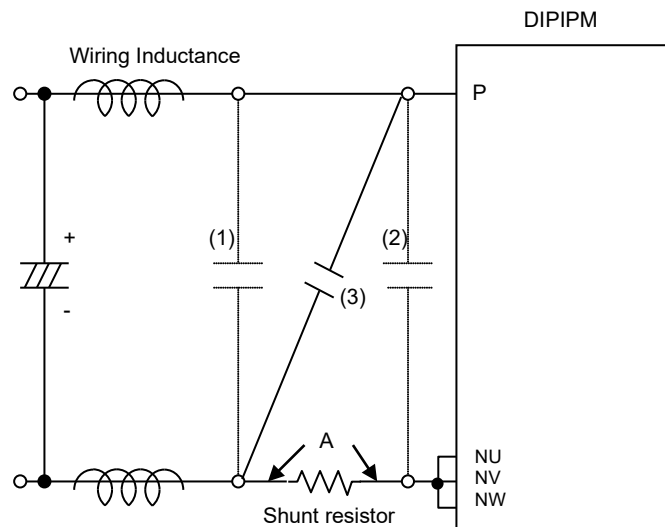 DIPIPM
Wiring Inductance
P
+
(1)
(2)
(3)
-
A
NU
NV
NW
Shunt resistor